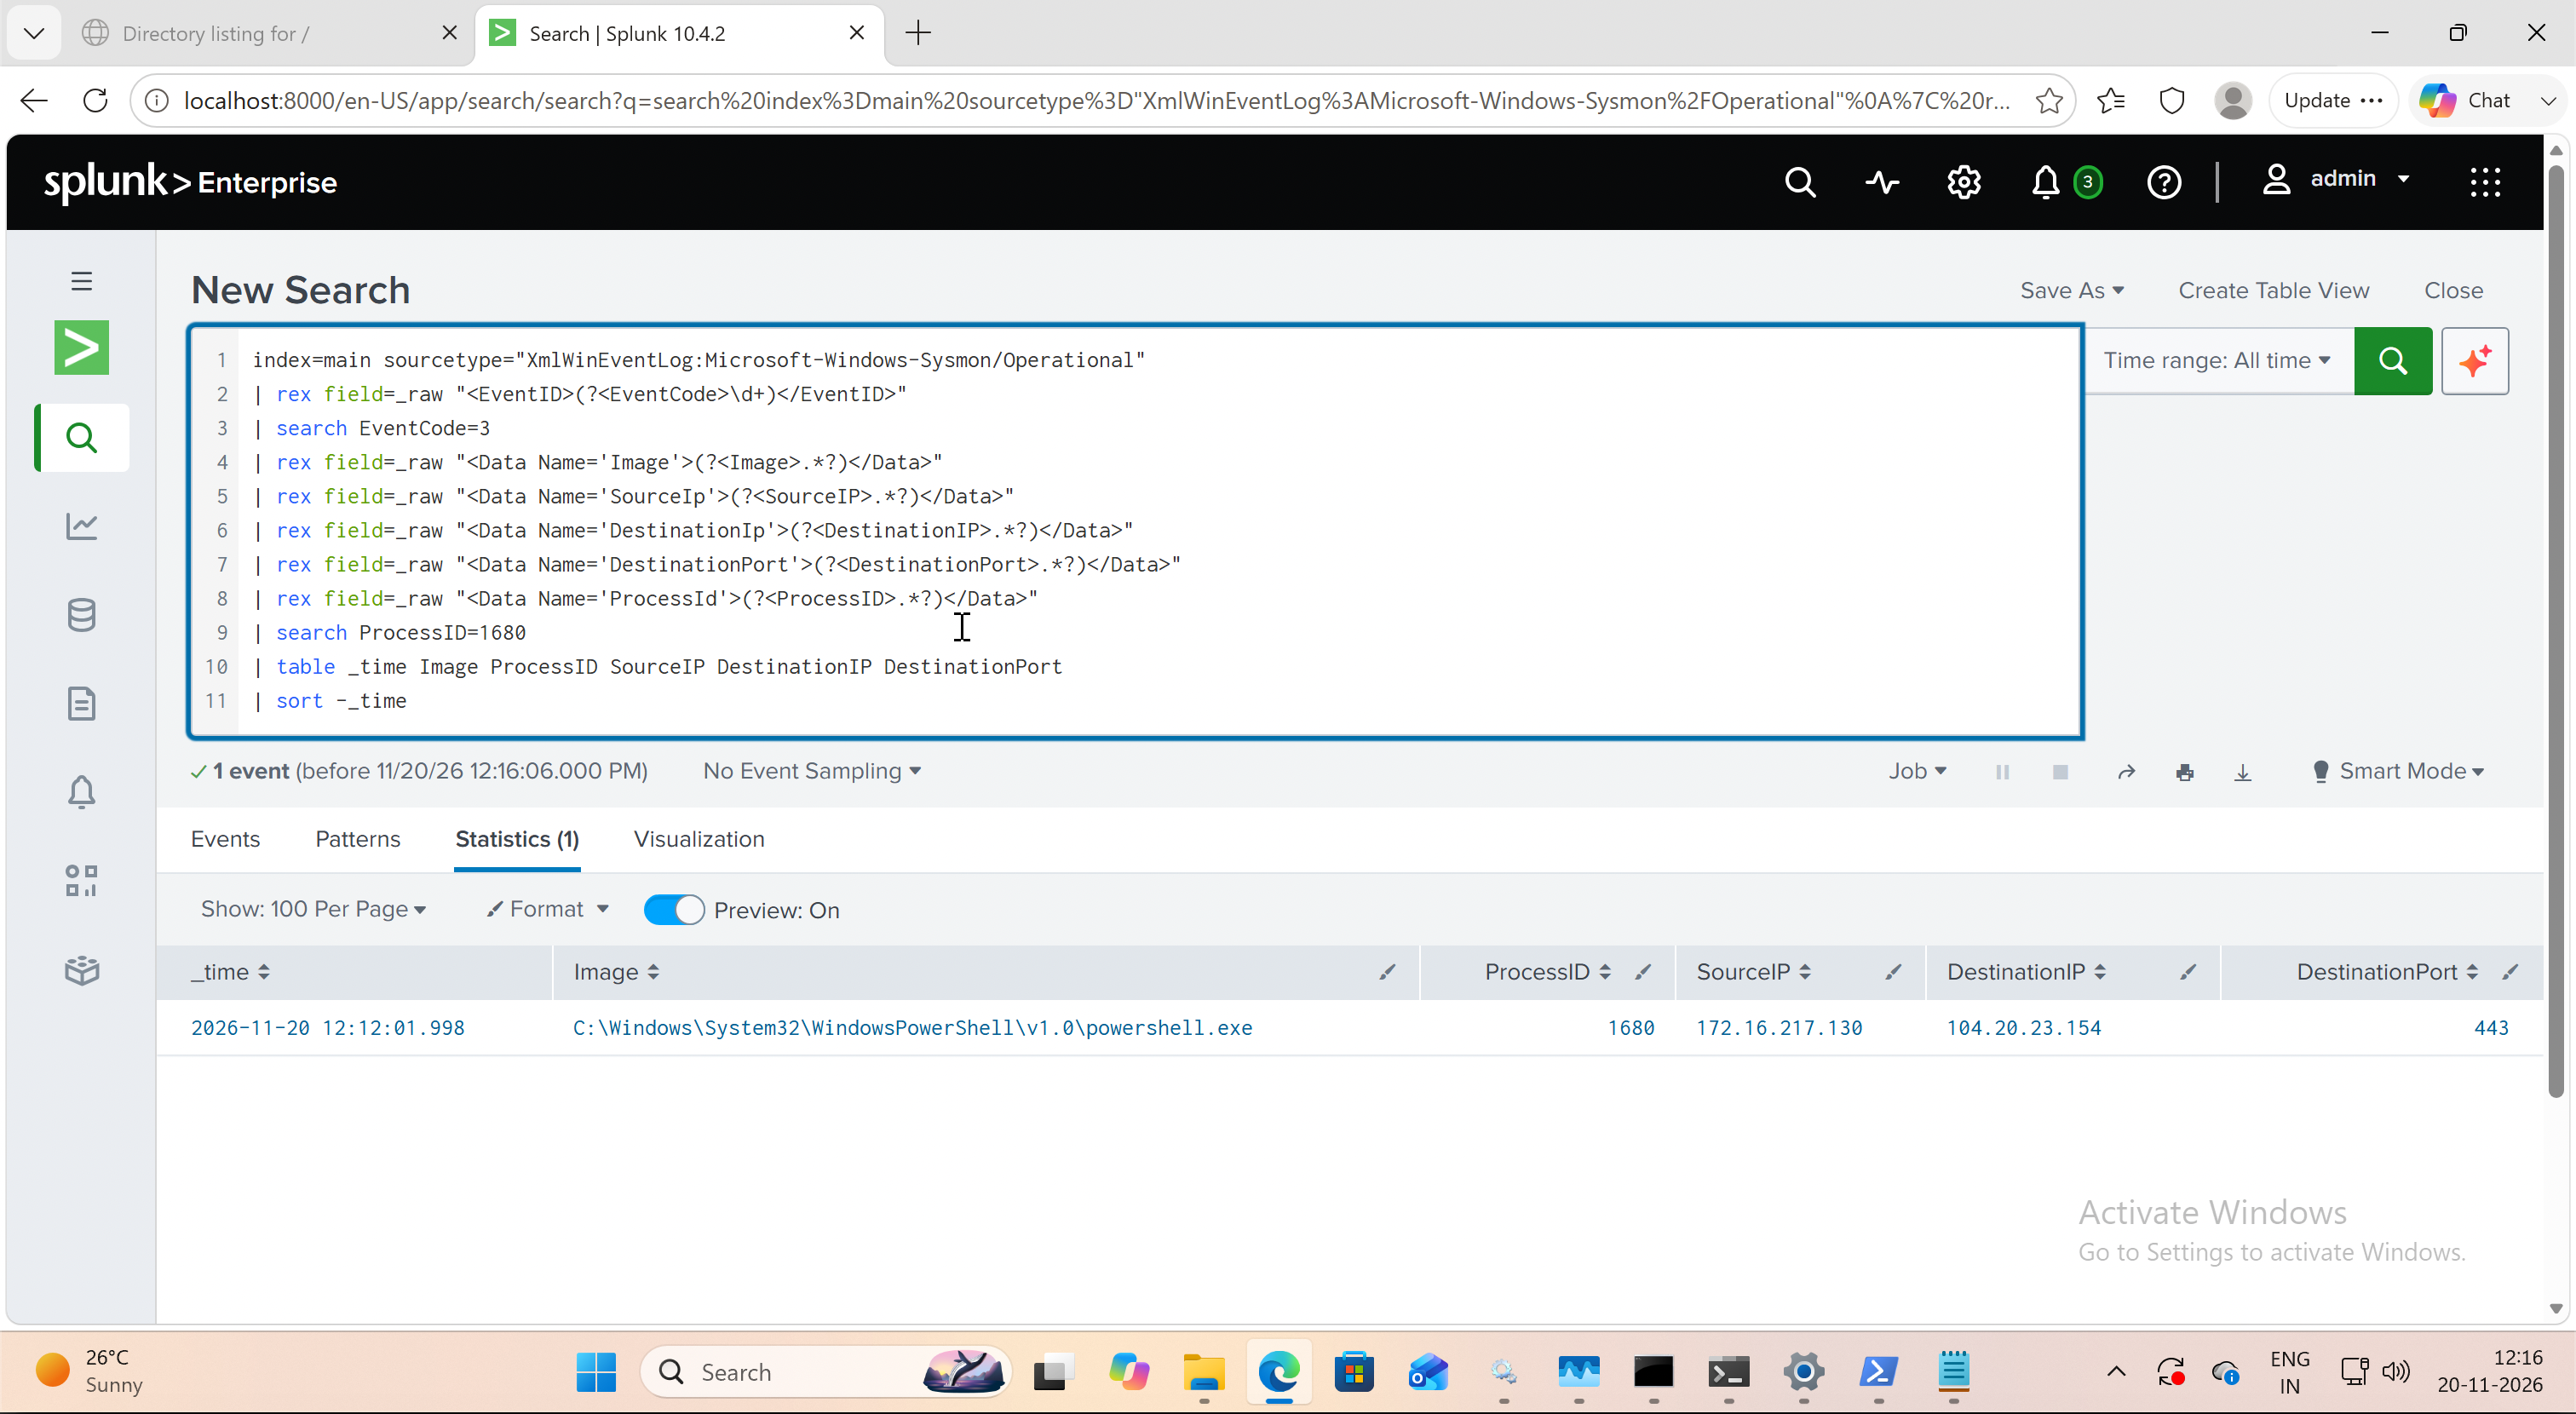 Directory listing for /
Search | Splunk 10.4.2
localhost:8000/en-US/app/search/search?q=search%20index%3Dmain%20sourcetype%3D"XmlWinEventLog%3AMicrosoft-Windows-Sysmon%2FOperational"%0A%7C%20r...
Update
Chat
splunk>Enterprise
3
admin
New Search
Save As
Create Table View
Close
1 index=main sourcetype="XmlWinEventLog:Microsoft-Windows-Sysmon/Operational"
2 | rex field=_raw "<EventID>(?<EventCode>\d+)</EventID>"
3 | search EventCode=3
4 | rex field=_raw "<Data Name='Image'>(?<Image>.*?)</Data>"
5 | rex field=_raw "<Data Name='SourceIp'>(?<SourceIP>.*?)</Data>"
6 | rex field=_raw "<Data Name='DestinationIp'>(?<DestinationIP>.*?)</Data>"
7 | rex field=_raw "<Data Name='DestinationPort'>(?<DestinationPort>.*?)</Data>"
8 | rex field=_raw "<Data Name='ProcessId'>(?<ProcessID>.*?)</Data>"
9 | search ProcessID=1680
10 | table _time Image ProcessID SourceIP DestinationIP DestinationPort
11 | sort -_time
Time range: All time
1 event (before 11/20/26 12:16:06.000 PM)
No Event Sampling
Job
Smart Mode
Events
Patterns
Statistics (1)
Visualization
Show: 100 Per Page
Format
Preview: On
_time Image ProcessID SourceIP DestinationIP DestinationPort
2026-11-20 12:12:01.998 C:\Windows\System32\WindowsPowerShell\v1.0\powershell.exe 1680 172.16.217.130 104.20.23.154 443
Activate Windows
Go to Settings to activate Windows.
26°C
Sunny
Search
ENG
IN
12:16
20-11-2026